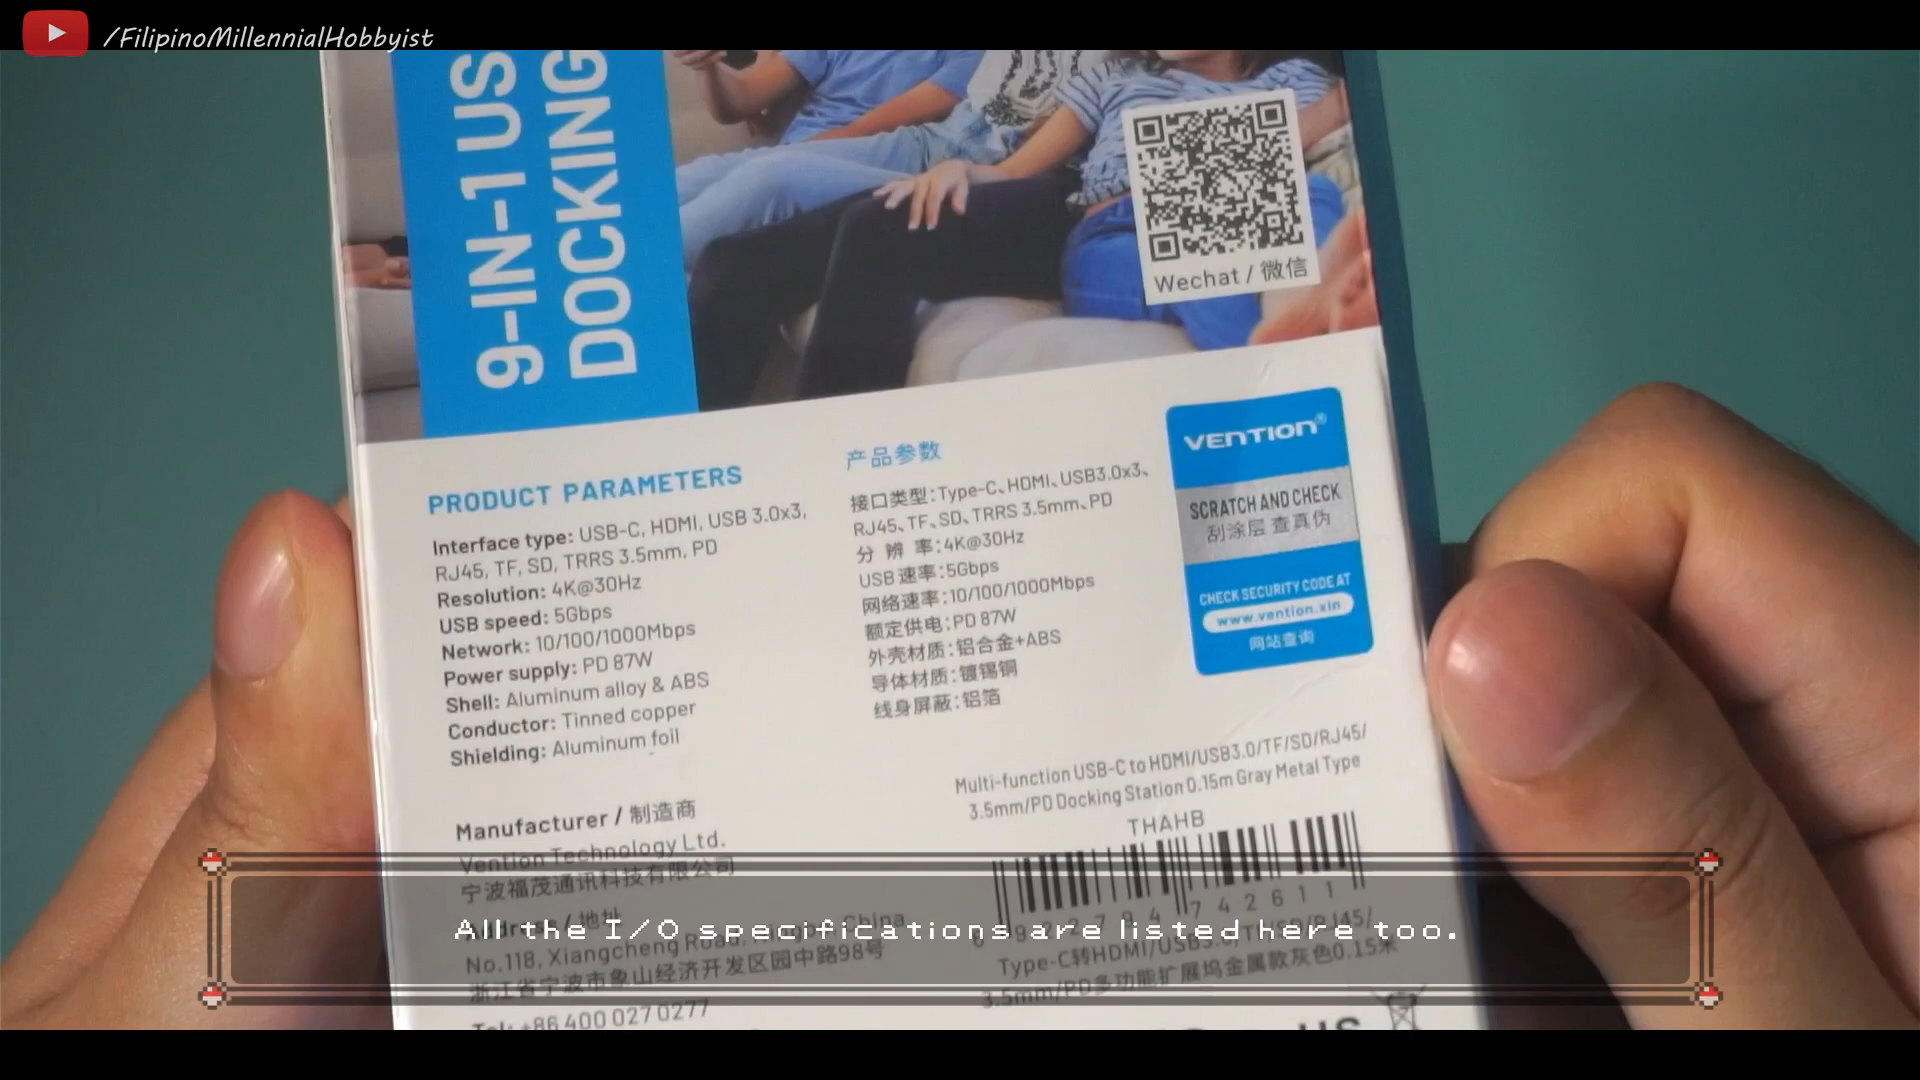 /FilipinoMillennialHobbyist
9-IN-1 US
DOCKING
Wechat / 微信
PRODUCT PARAMETERS
Interface type: USB-C, HDMI, USB 3.0x3,
RJ45, TF, SD, TRRS 3.5mm, PD
Resolution: 4K@30Hz
USB speed: 5Gbps
Network: 10/100/1000Mbps
Power supply: PD 87W
Shell: Aluminum alloy & ABS
Conductor: Tinned copper
Shielding: Aluminum foil
产品参数
接口类型:Type-C、HDMI、USB3.0x3、
RJ45、TF、SD、TRRS 3.5mm、PD
分 辨 率:4K@30Hz
USB 速率:5Gbps
网络速率:10/100/1000Mbps
额定供电:PD 87W
外壳材质:铝合金+ABS
导体材质:镀锡铜
线身屏蔽:铝箔
VENTION®
SCRATCH AND CHECK
刮涂层 查真伪
CHECK SECURITY CODE AT
www.vention.xin
网站查询
Multi-function USB-C to HDMI/USB3.0/TF/SD/RJ45/
3.5mm/PD Docking Station 0.15m Gray Metal Type
THAHB
Manufacturer / 制造商
Vention Technology Ltd.
宁波福茂通讯科技有限公司
Address / 地址
No.118, Xiangcheng Road, Ningbo, China
浙江省宁波市象山经济开发区园中路98号
Tel: +86 400 027 0277
742611
Type-C转HDMI/USB3.0/TF/SD/RJ45/
3.5mm/PD多功能扩展坞金属款灰色0.15米
All the I/O specifications are listed here too.